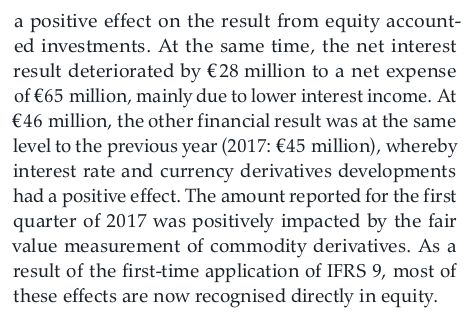 a positive effect on the result from equity account-
ed investments. At the same time, the net interest
result deteriorated by €28 million to a net expense
of €65 million, mainly due to lower interest income. At
€46 million, the other financial result was at the same
level to the previous year (2017: €45 million), whereby
interest rate and currency derivatives developments
had a positive effect. The amount reported for the first
quarter of 2017 was positively impacted by the fair
value measurement of commodity derivatives. As a
result of the first-time application of IFRS 9, most of
these effects are now recognised directly in equity.